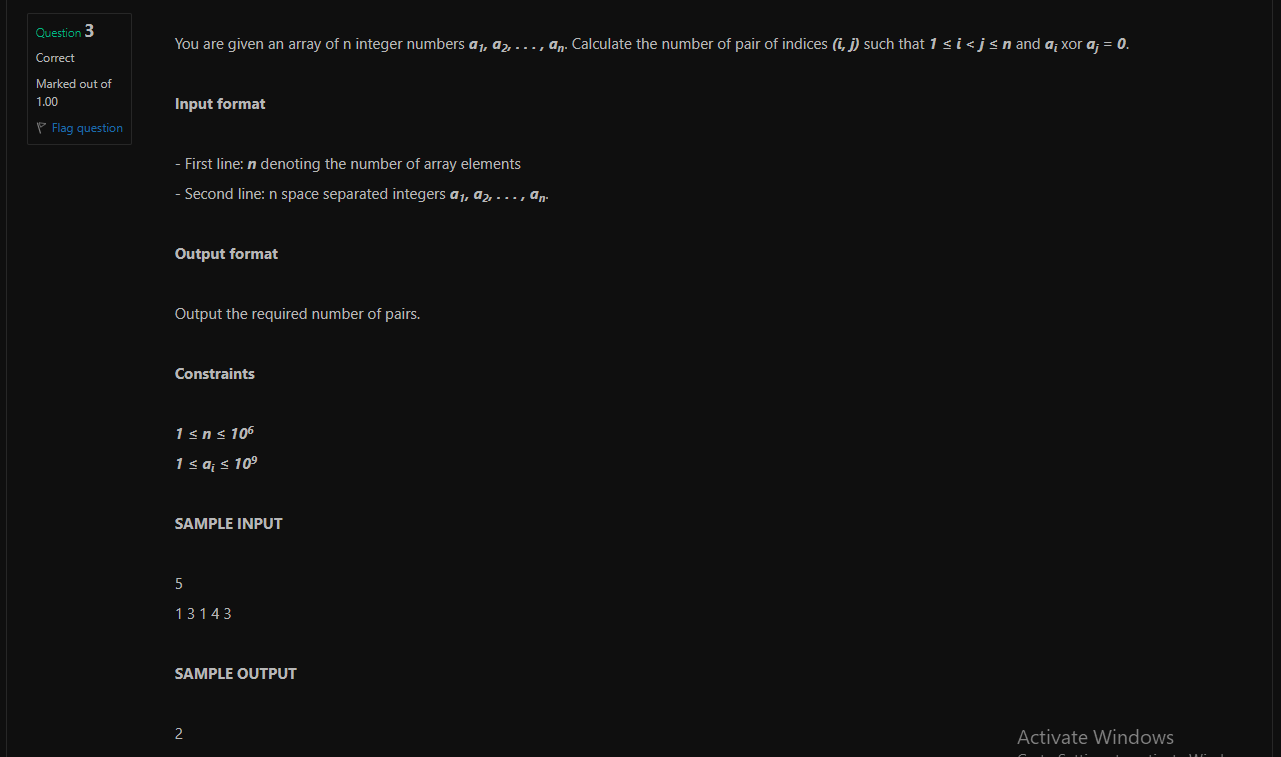 Question 3
Correct
Marked out of
1.00
Flag question
You are given an array of n integer numbers a1, a2, . . . , an. Calculate the number of pair of indices (i, j) such that 1 ≤ i < j ≤ n and ai xor aj = 0.
Input format
- First line: n denoting the number of array elements
- Second line: n space separated integers a1, a2, . . . , an.
Output format
Output the required number of pairs.
Constraints
1 ≤ n ≤ 10⁶
1 ≤ ai ≤ 10⁹
SAMPLE INPUT
5
1 3 1 4 3
SAMPLE OUTPUT
2
Activate Windows